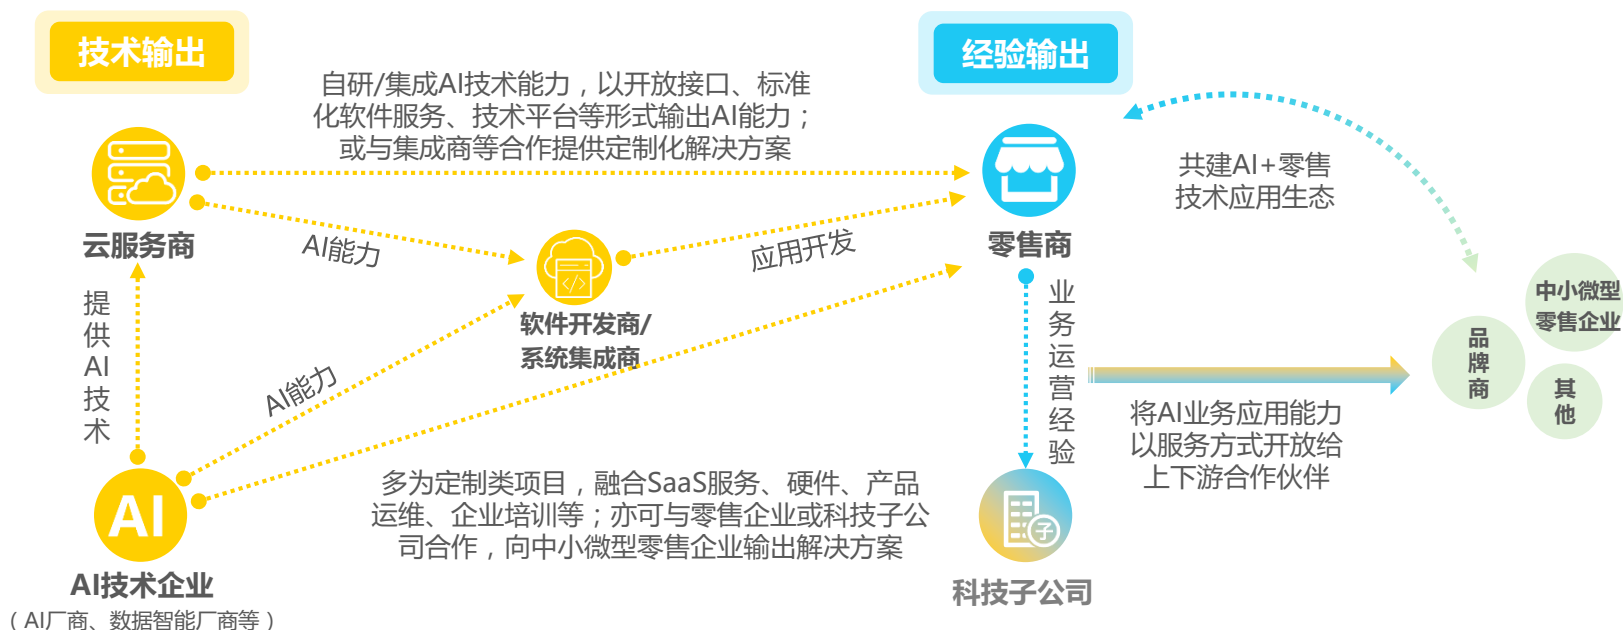 技术输出
经验输出
自研/集成AI技术能力，以开放接口、标准
化软件服务、技术平台等形式输出AI能力；
或与集成商等合作提供定制化解决方案
共建AI+零售
技术应用生态
云服务商
AI能力
应用开发
零售商
提供AI技术
软件开发商/
系统集成商
业务运营经验
中小微型
零售企业
品牌商
其他
AI能力
将AI业务应用能力
以服务方式开放给
上下游合作伙伴
多为定制类项目，融合SaaS服务、硬件、产品
运维、企业培训等；亦可与零售企业或科技子公
司合作，向中小微型零售企业输出解决方案
AI
子
AI技术企业
（AI厂商、数据智能厂商等）
科技子公司